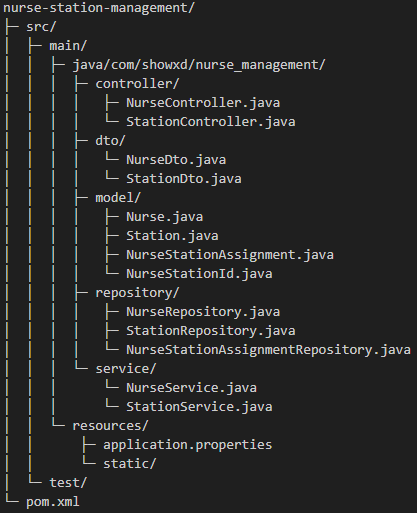 nurse-station-management/
├─ src/
│  ├─ main/
│  │  ├─ java/com/showxd/nurse_management/
│  │  │  ├─ controller/
│  │  │  │  ├─ NurseController.java
│  │  │  │  └─ StationController.java
│  │  │  ├─ dto/
│  │  │  │  ├─ NurseDto.java
│  │  │  │  └─ StationDto.java
│  │  │  ├─ model/
│  │  │  │  ├─ Nurse.java
│  │  │  │  ├─ Station.java
│  │  │  │  ├─ NurseStationAssignment.java
│  │  │  │  └─ NurseStationId.java
│  │  │  ├─ repository/
│  │  │  │  ├─ NurseRepository.java
│  │  │  │  ├─ StationRepository.java
│  │  │  │  └─ NurseStationAssignmentRepository.java
│  │  │  └─ service/
│  │  │     ├─ NurseService.java
│  │  │     └─ StationService.java
│  │  └─ resources/
│  │      ├─ application.properties
│  │      └─ static/
│  └─ test/
└─ pom.xml